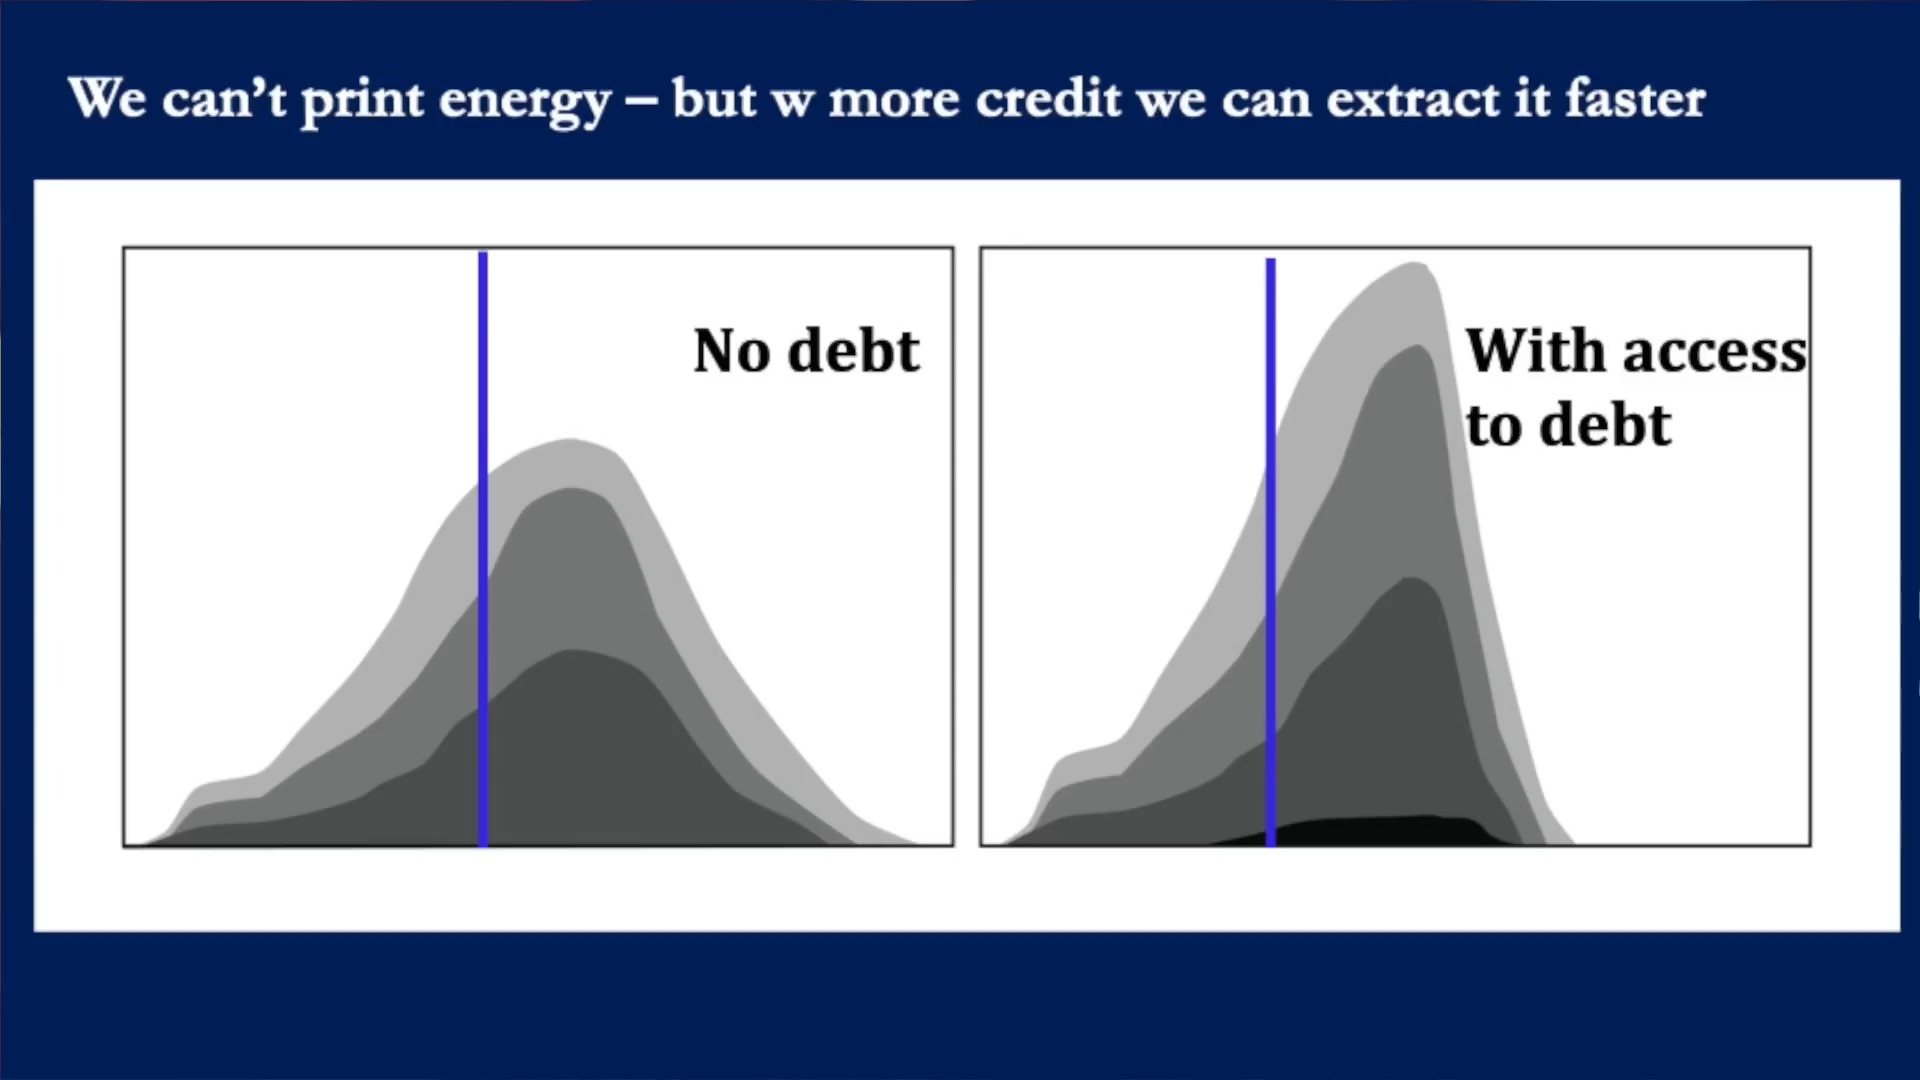 We can’t print energy – but w more credit we can extract it faster
No debt
With access
to debt